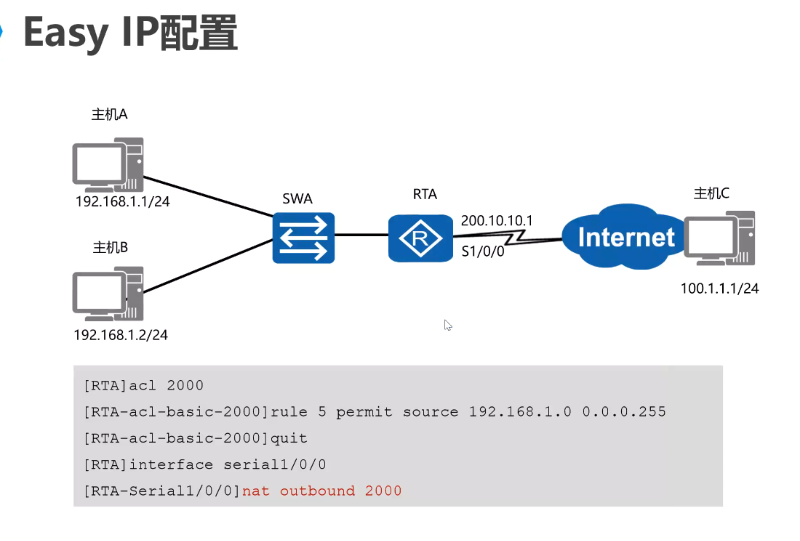 Easy IP配置
主机A
192.168.1.1/24
主机B
192.168.1.2/24
SWA
RTA
R
200.10.10.1
S1/0/0
Internet
主机C
100.1.1.1/24
[RTA]acl 2000
[RTA-acl-basic-2000]rule 5 permit source 192.168.1.0 0.0.0.255
[RTA-acl-basic-2000]quit
[RTA]interface serial1/0/0
[RTA-Serial1/0/0]nat outbound 2000